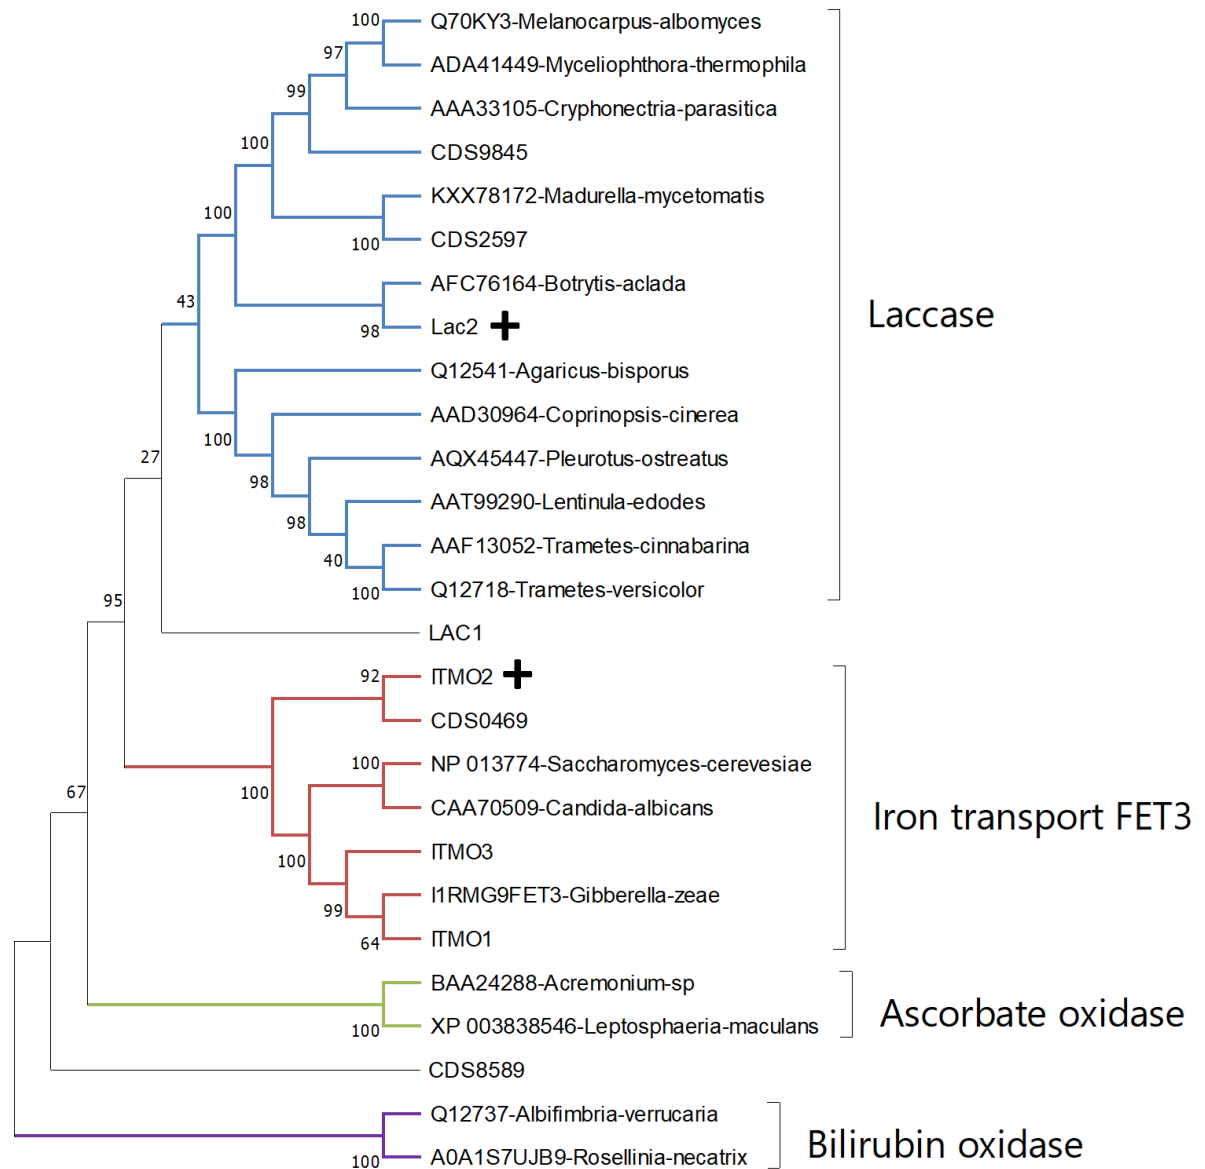 100
Q70KY3-Melanocarpus-albomyces
97
ADA41449-Myceliophthora-thermophila
99
AAA33105-Cryphonectria-parasitica
100
CDS9845
KXX78172-Madurella-mycetomatis
100
100
CDS2597
AFC76164-Botrytis-aclada
43
98
Lac2
Laccase
Q12541-Agaricus-bisporus
AAD30964-Coprinopsis-cinerea
100
27
AQX45447-Pleurotus-ostreatus
98
AAT99290-Lentinula-edodes
98
AAF13052-Trametes-cinnabarina
40
100
Q12718-Trametes-versicolor
95
LAC1
92
ITMO2
CDS0469
100
NP 013774-Saccharomyces-cerevesiae
67
100
CAA70509-Candida-albicans
Iron transport FET3
100
ITMO3
I1RMG9FET3-Gibberella-zeae
99
64
ITMO1
BAA24288-Acremonium-sp
Ascorbate oxidase
100
XP 003838546-Leptosphaeria-maculans
CDS8589
Q12737-Albifimbria-verrucaria
Bilirubin oxidase
100
A0A1S7UJB9-Rosellinia-necatrix